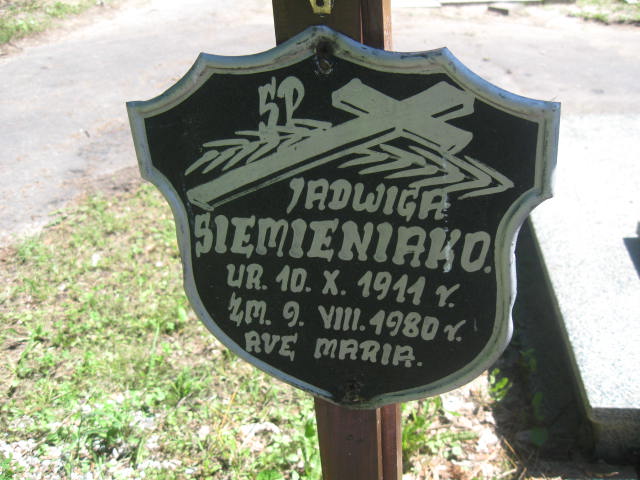 SP
JADWIGA
SIEMIENIAKO.
UR. 10. X. 1911 r.
ZM. 9. VIII. 1980 r.
AVE MARIA.